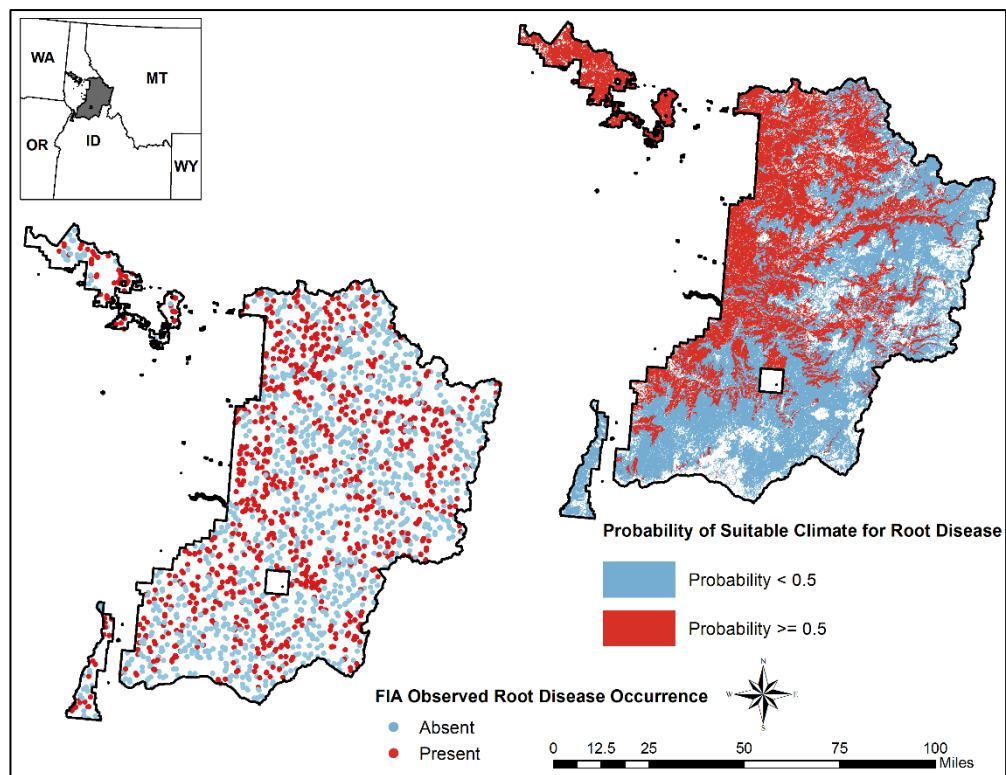 WA
MT
OR
ID
WY
Probability of Suitable Climate for Root Disease
Probability < 0.5
Probability >= 0.5
FIA Observed Root Disease Occurrence
Absent
Present
N
W
E
S
0 12.5 25 50 75 100
Miles